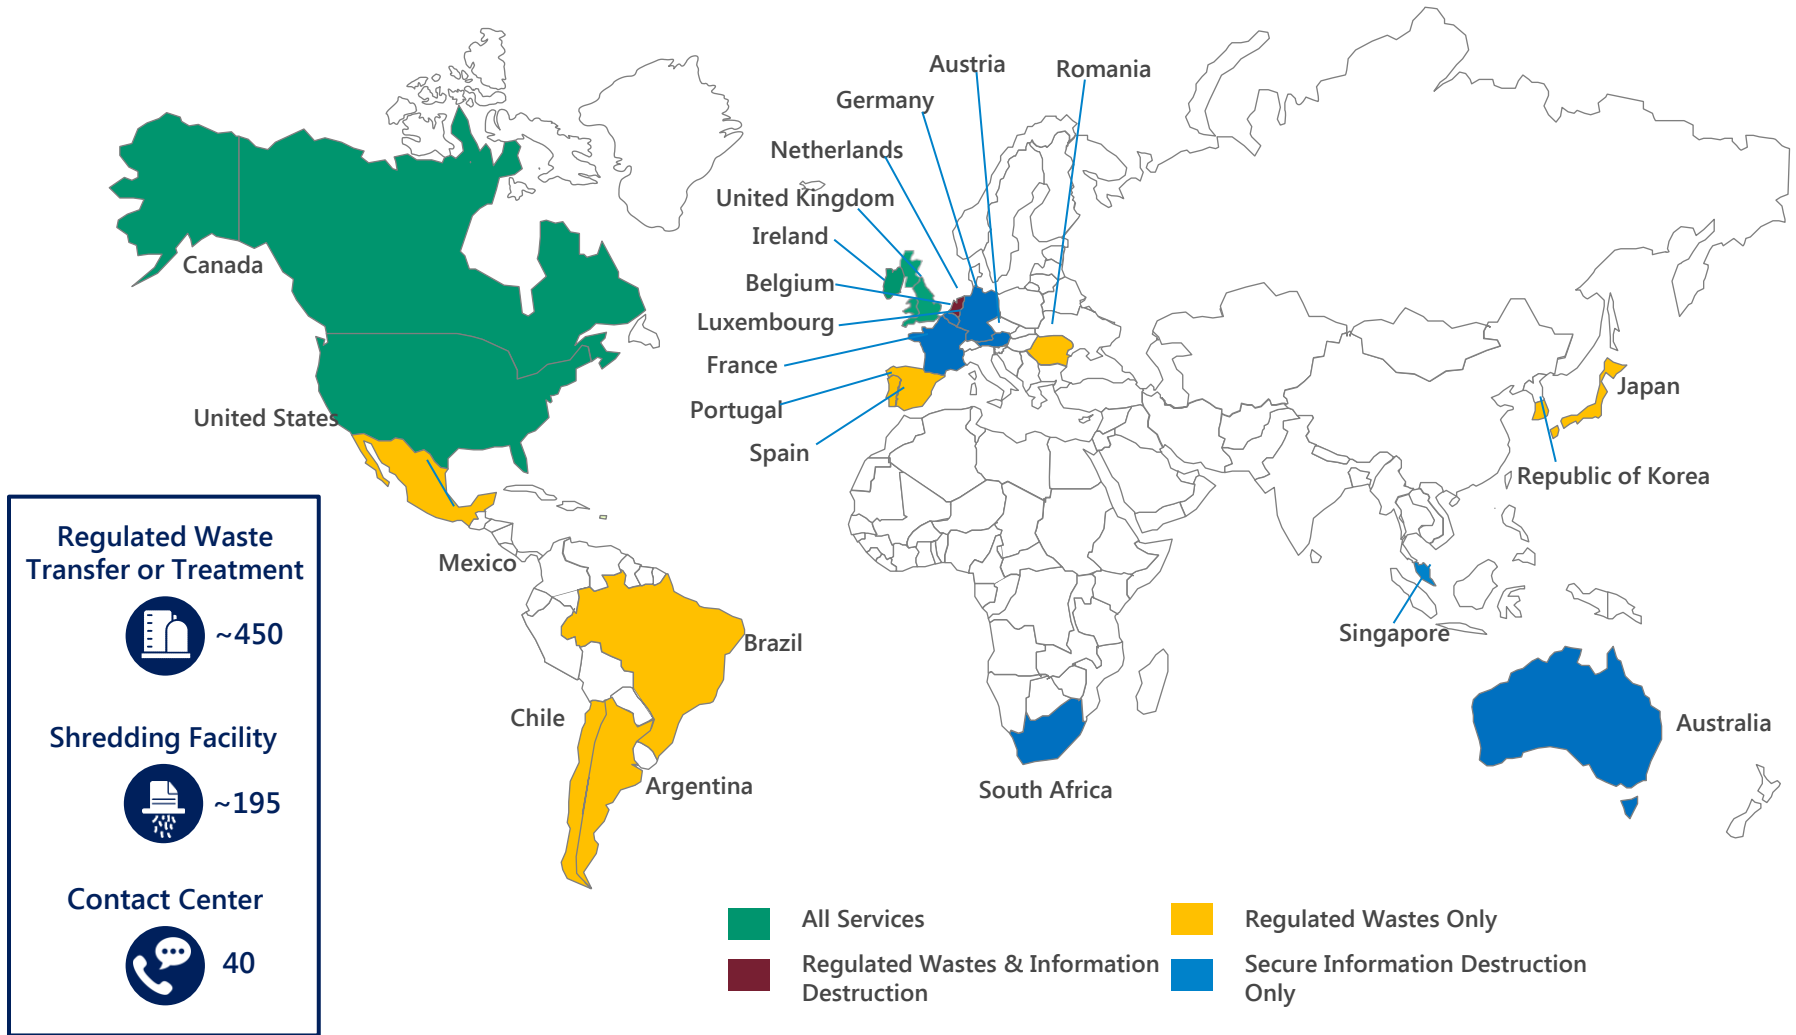 Austria
Romania
Germany
Netherlands
United Kingdom
Ireland
Canada
Belgium
Luxembourg
France
Japan
Portugal
United States
Spain
Republic of Korea
Regulated Waste
Transfer or Treatment
~450
Mexico
Singapore
Brazil
Chile
Australia
Shredding Facility
~195
Argentina
South Africa
Contact Center
40
All Services
Regulated Wastes Only
Regulated Wastes & Information
Destruction
Secure Information Destruction
Only